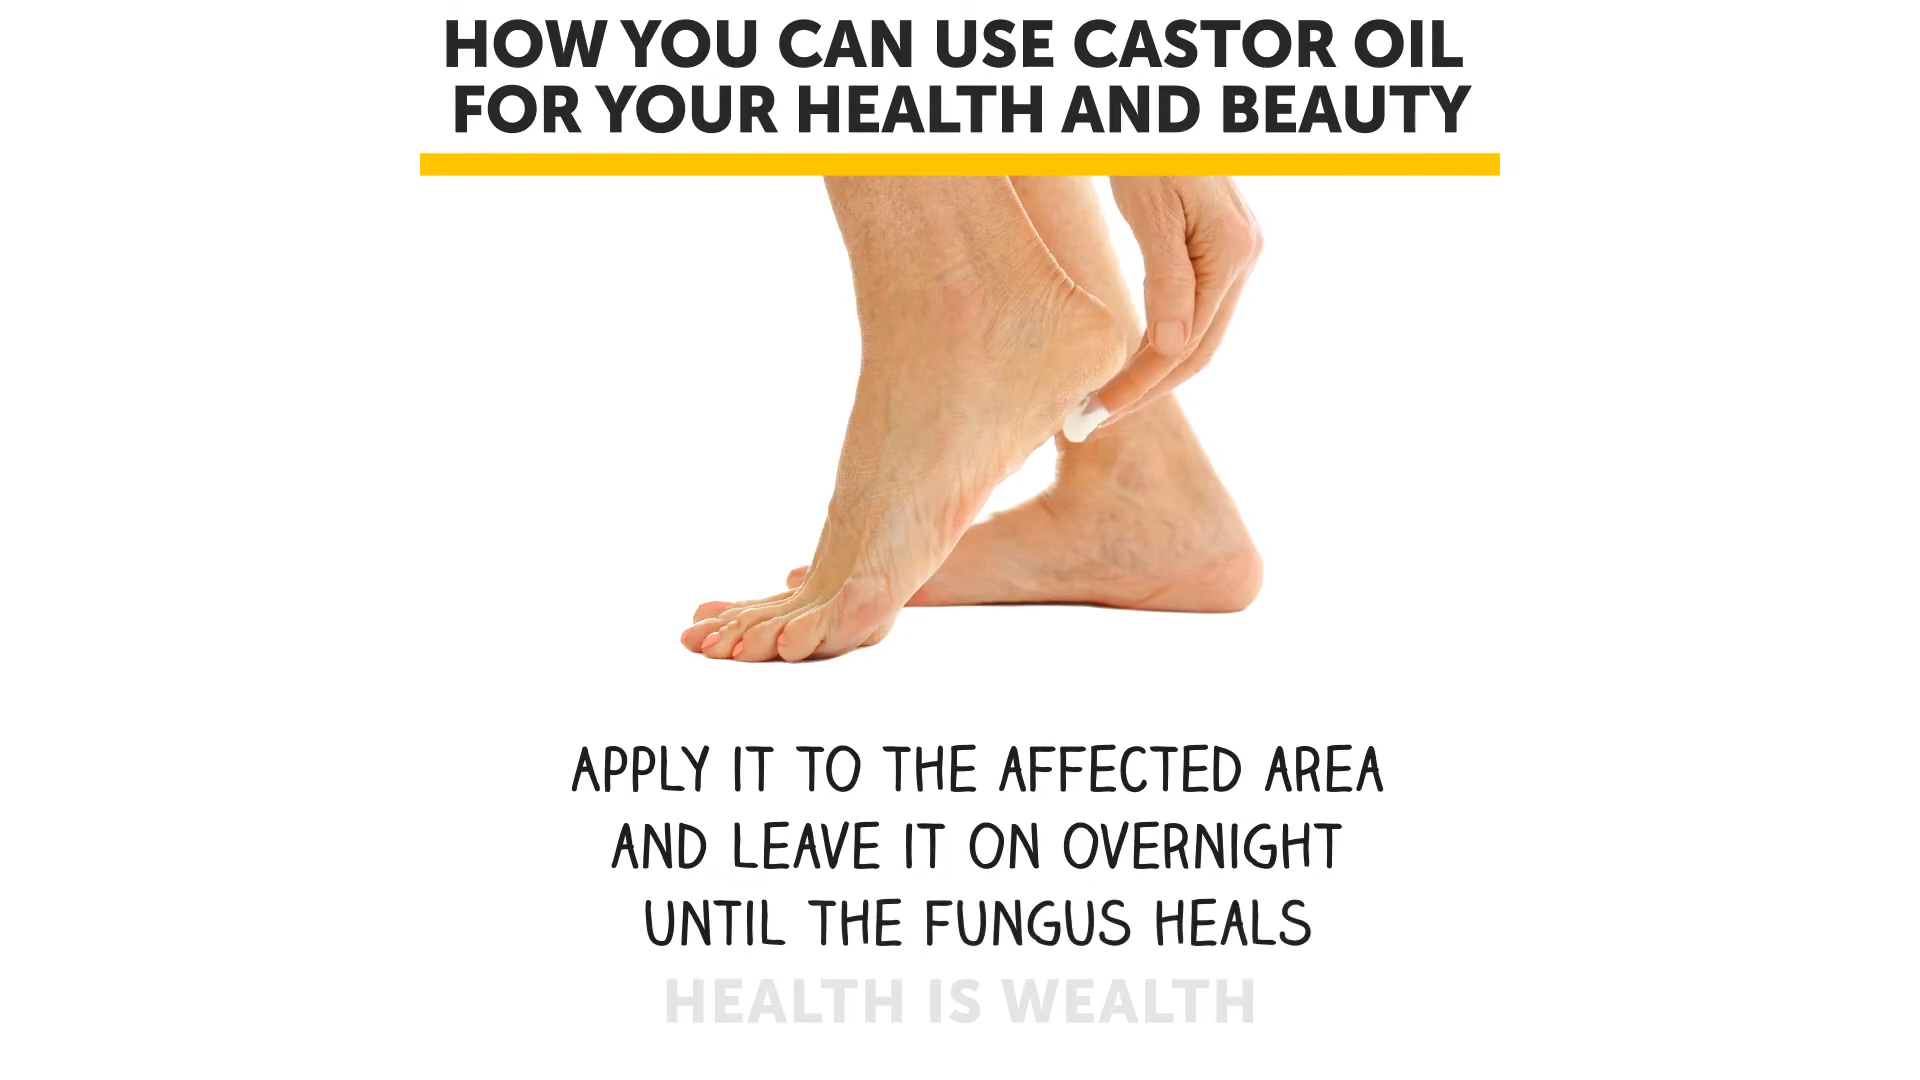 HOW YOU CAN USE CASTOR OIL
FOR YOUR HEALTH AND BEAUTY
APPLY IT TO THE AFFECTED AREA
AND LEAVE IT ON OVERNIGHT
UNTIL THE FUNGUS HEALS
HEALTH IS WEALTH